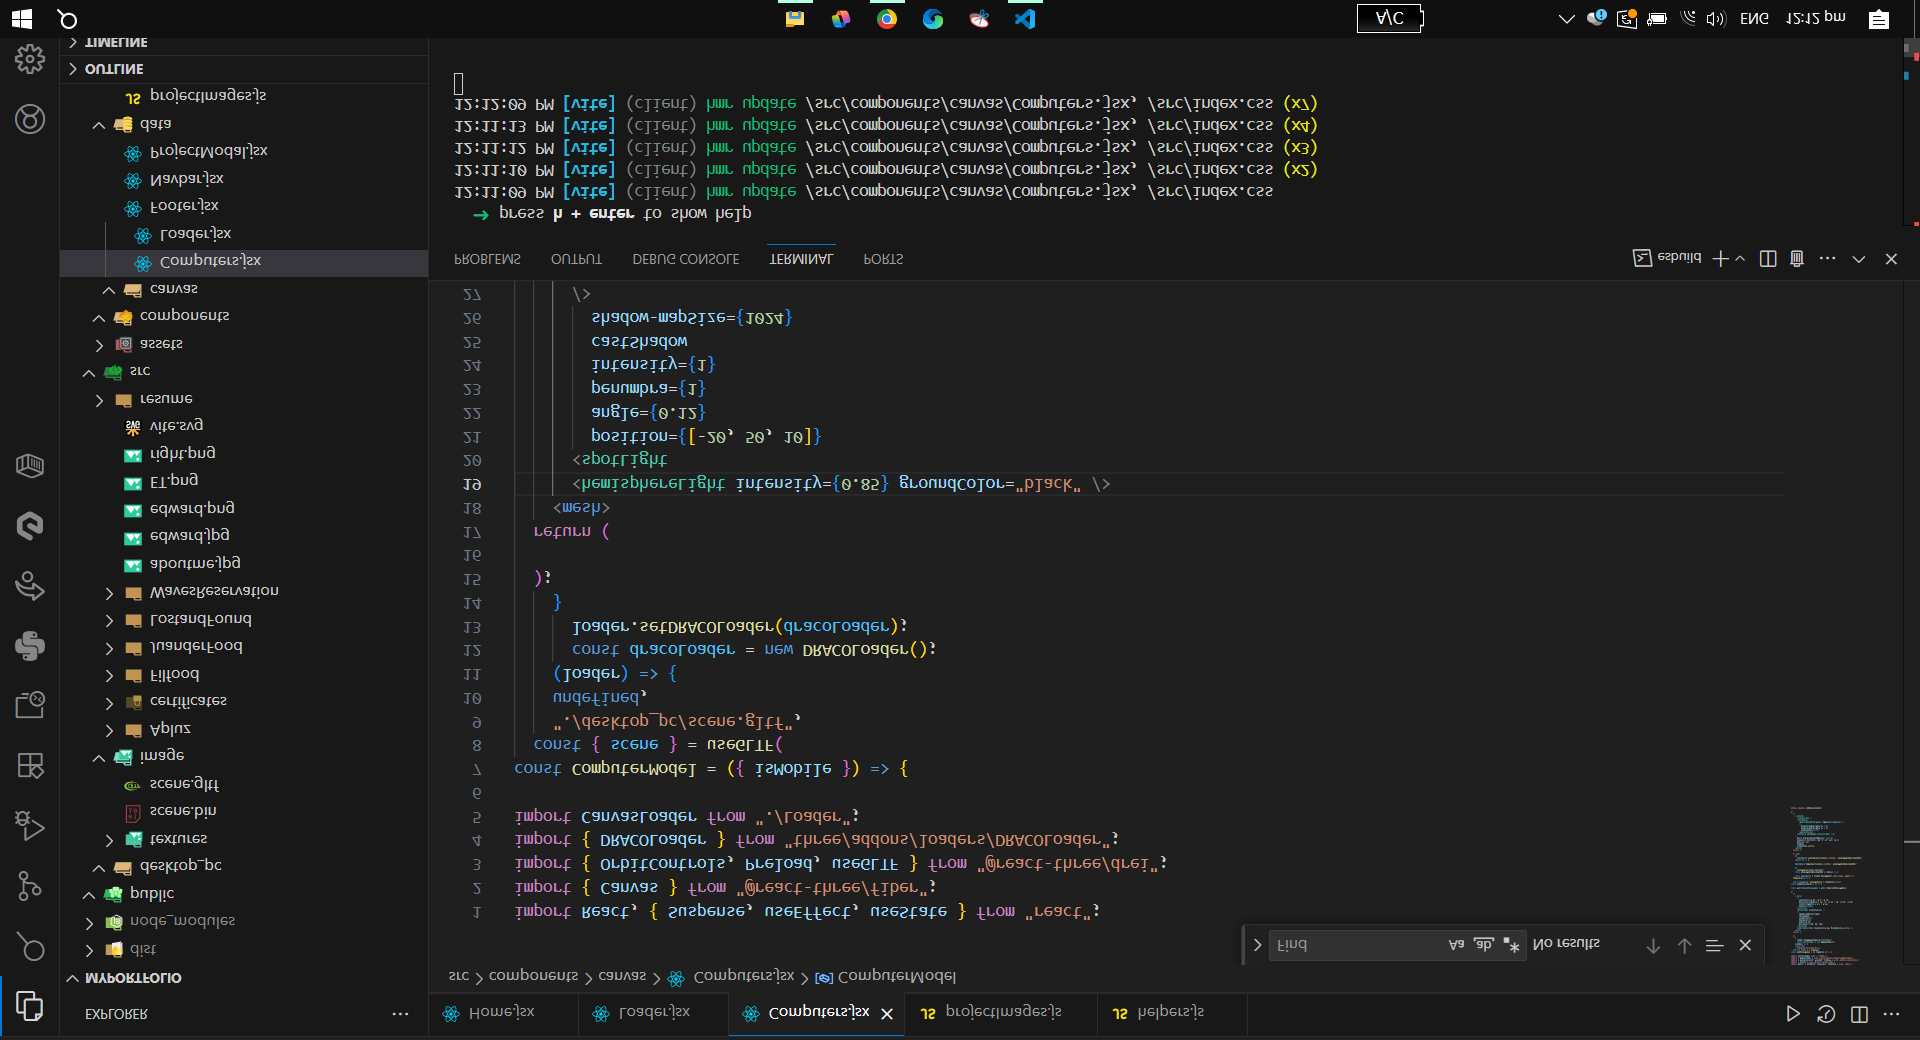 EXPLORER
MYPORTFOLIO
dist
node_modules
public
desktop_pc
textures
scene.bin
scene.gltf
image
Apluz
certificates
Filfood
JuanderFood
LostandFound
WavesReservation
aboutme.jpg
edward.jpg
edward.png
ET.png
right.png
vite.svg
resume
src
assets
components
canvas
Computers.jsx
Loader.jsx
Footer.jsx
Navbar.jsx
ProjectModal.jsx
data
projectImages.js
OUTLINE
TIMELINE
Home.jsx Loader.jsx Computers.jsx projectImages.js helpers.js
src > components > canvas > Computers.jsx > ComputerModel
Find Aa ab No results
1 import React, { Suspense, useEffect, useState } from "react";
2 import { Canvas } from "@react-three/fiber";
3 import { OrbitControls, Preload, useGLTF } from "@react-three/drei";
4 import { DRACOLoader } from "three/addons/loaders/DRACOLoader";
5 import CanvasLoader from "./Loader";
6
7 const ComputerModel = ({ isMobile }) => {
8 const { scene } = useGLTF(
9 "./desktop_pc/scene.gltf",
10 undefined,
11 (loader) => {
12 const dracoLoader = new DRACOLoader();
13 loader.setDRACOLoader(dracoLoader);
14 }
15 );
16
17 return (
18 <mesh>
19 <hemisphereLight intensity={0.85} groundColor="black" />
20 <spotLight
21 position={[-20, 50, 10]}
22 angle={0.12}
23 penumbra={1}
24 intensity={1}
25 castShadow
26 shadow-mapSize={1024}
27 />
PROBLEMS OUTPUT DEBUG CONSOLE TERMINAL PORTS esbuild
➜ press h + enter to show help
12:11:09 PM [vite] (client) hmr update /src/components/canvas/Computers.jsx, /src/index.css
12:11:10 PM [vite] (client) hmr update /src/components/canvas/Computers.jsx, /src/index.css (x2)
12:11:12 PM [vite] (client) hmr update /src/components/canvas/Computers.jsx, /src/index.css (x3)
12:11:13 PM [vite] (client) hmr update /src/components/canvas/Computers.jsx, /src/index.css (x4)
12:12:09 PM [vite] (client) hmr update /src/components/canvas/Computers.jsx, /src/index.css (x7)
A/C ENG 12:12 pm